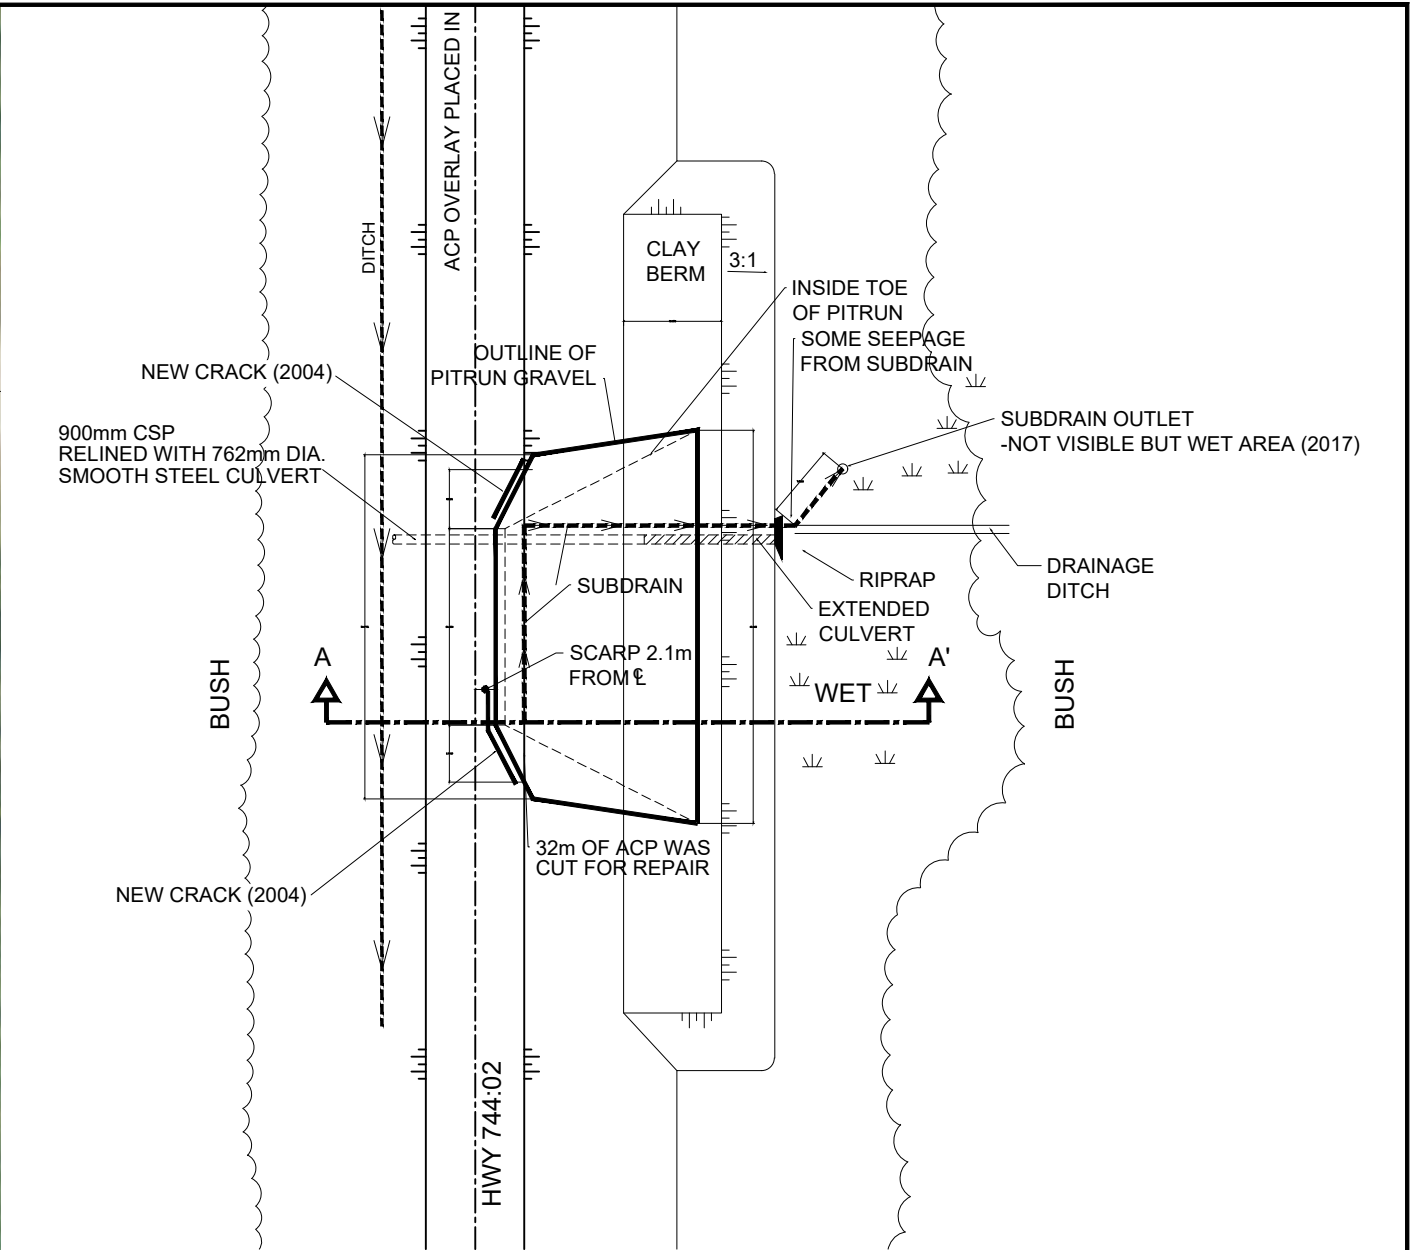 ACP OVERLAY PLACED IN
DITCH
CLAY
BERM
3:1
INSIDE TOE
OF PITRUN
SOME SEEPAGE
FROM SUBDRAIN
OUTLINE OF
PITRUN GRAVEL
NEW CRACK (2004)
900mm CSP
RELINED WITH 762mm DIA.
SMOOTH STEEL CULVERT
SUBDRAIN OUTLET
-NOT VISIBLE BUT WET AREA (2017)
DRAINAGE
DITCH
RIPRAP
SUBDRAIN
EXTENDED
CULVERT
SCARP 2.1m
FROM ℄
A
A'
BUSH
WET
BUSH
32m OF ACP WAS
CUT FOR REPAIR
NEW CRACK (2004)
HWY 744:02